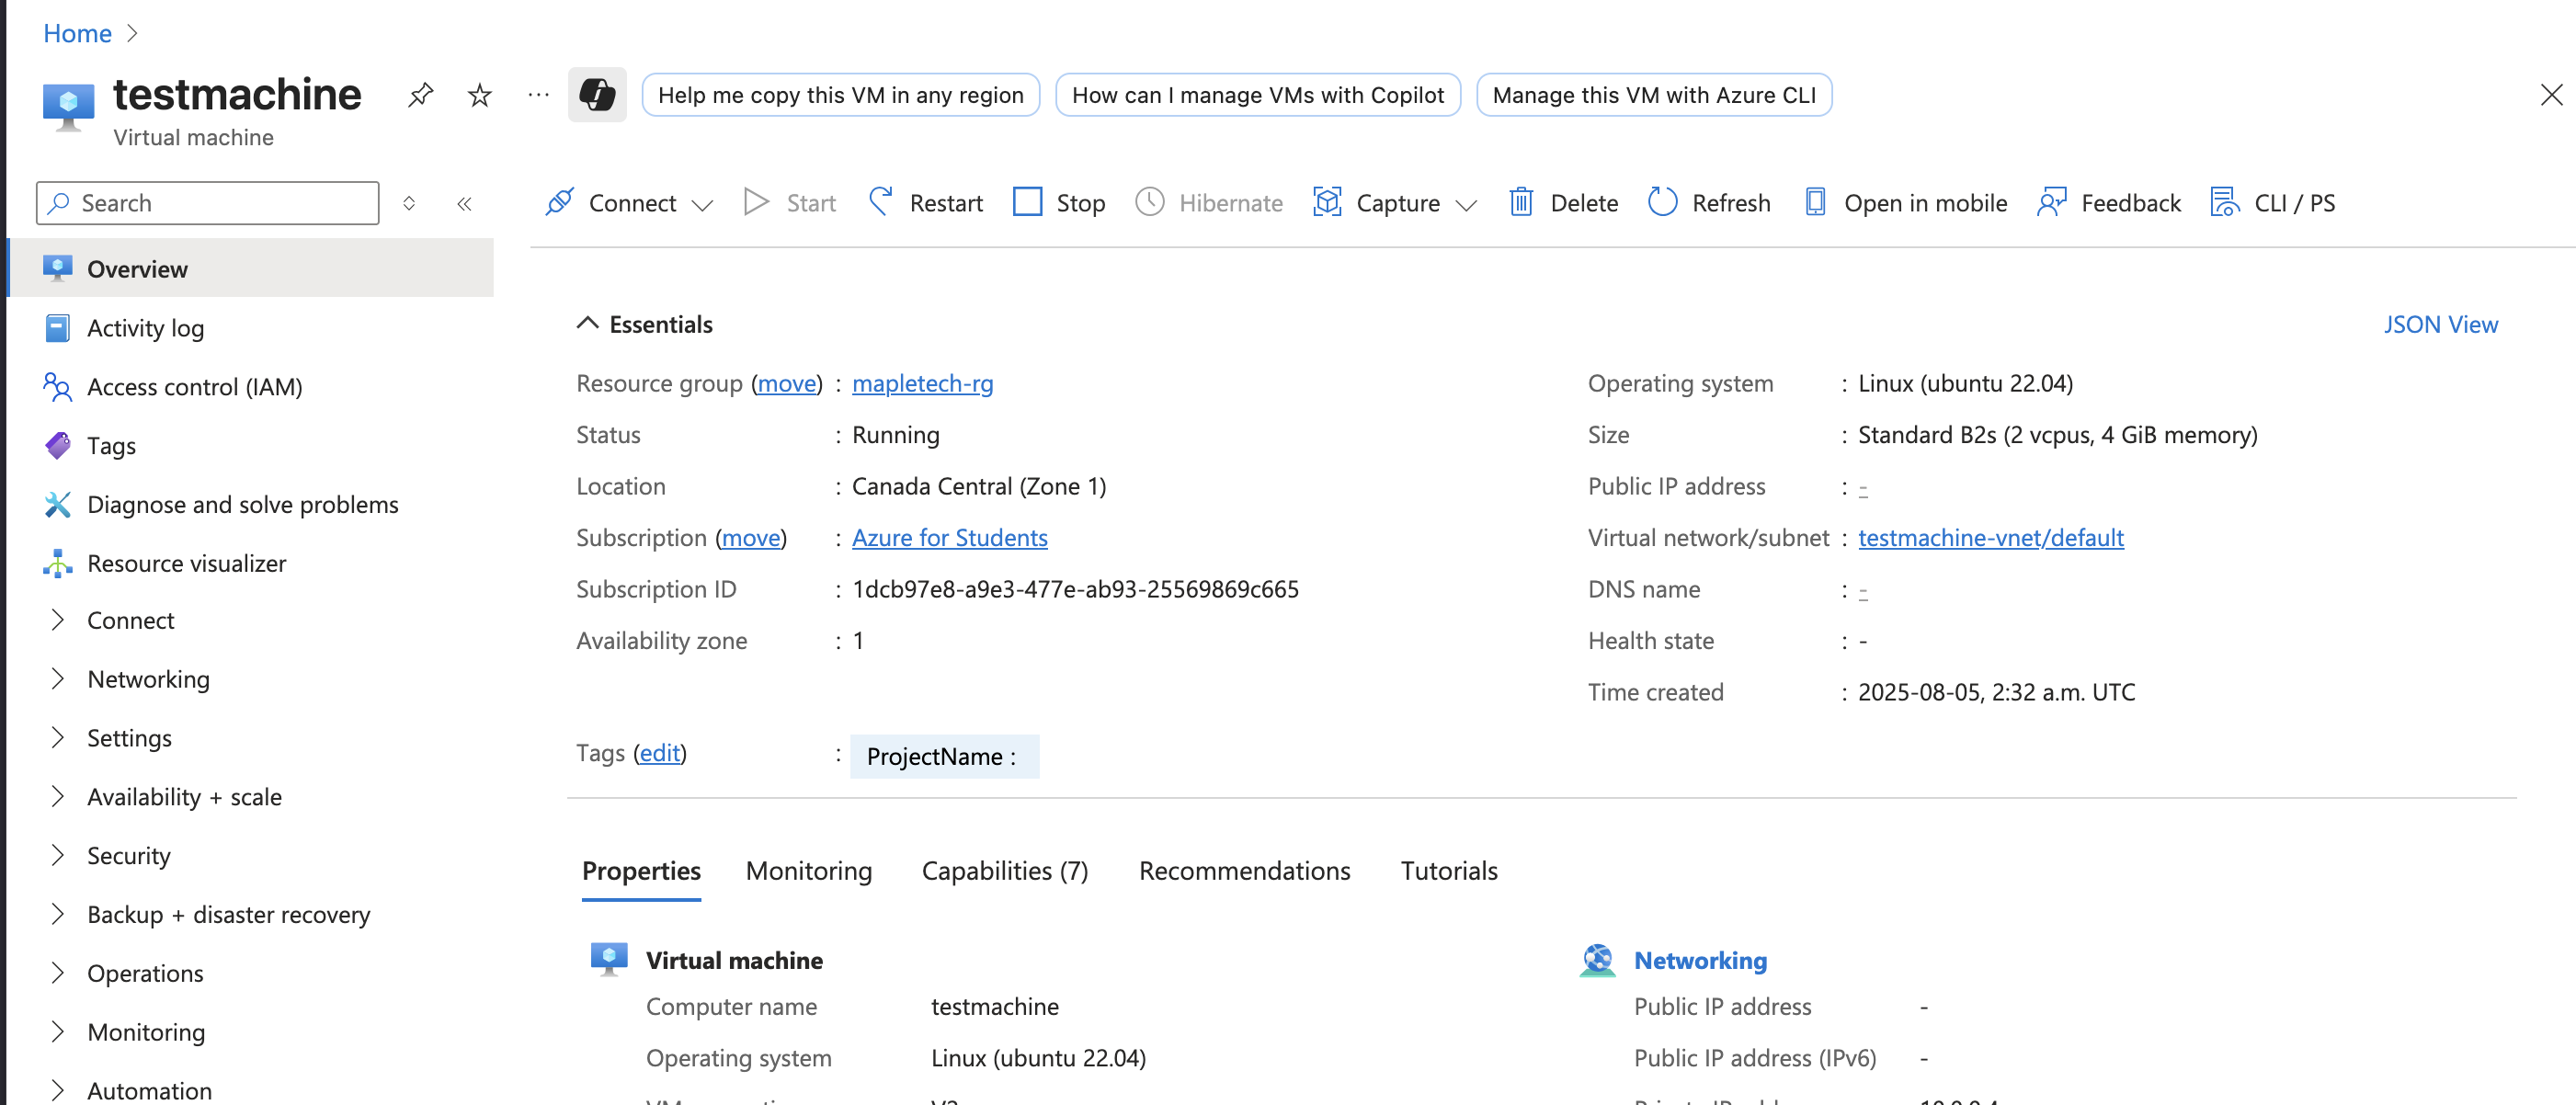 Home
testmachine
Virtual machine
Help me copy this VM in any region
How can I manage VMs with Copilot
Manage this VM with Azure CLI
Search
Connect
Start
Restart
Stop
Hibernate
Capture
Delete
Refresh
Open in mobile
Feedback
CLI / PS
Overview
Activity log
Access control (IAM)
Tags
Diagnose and solve problems
Resource visualizer
Connect
Networking
Settings
Availability + scale
Security
Backup + disaster recovery
Operations
Monitoring
Automation
Essentials
JSON View
Resource group (move) : mapletech-rg
Status : Running
Location : Canada Central (Zone 1)
Subscription (move) : Azure for Students
Subscription ID : 1dcb97e8-a9e3-477e-ab93-25569869c665
Availability zone : 1
Operating system : Linux (ubuntu 22.04)
Size : Standard B2s (2 vcpus, 4 GiB memory)
Public IP address : -
Virtual network/subnet : testmachine-vnet/default
DNS name : -
Health state : -
Time created : 2025-08-05, 2:32 a.m. UTC
Tags (edit) : ProjectName :
Properties
Monitoring
Capabilities (7)
Recommendations
Tutorials
Virtual machine
Computer name testmachine
Operating system Linux (ubuntu 22.04)
Networking
Public IP address -
Public IP address (IPv6) -